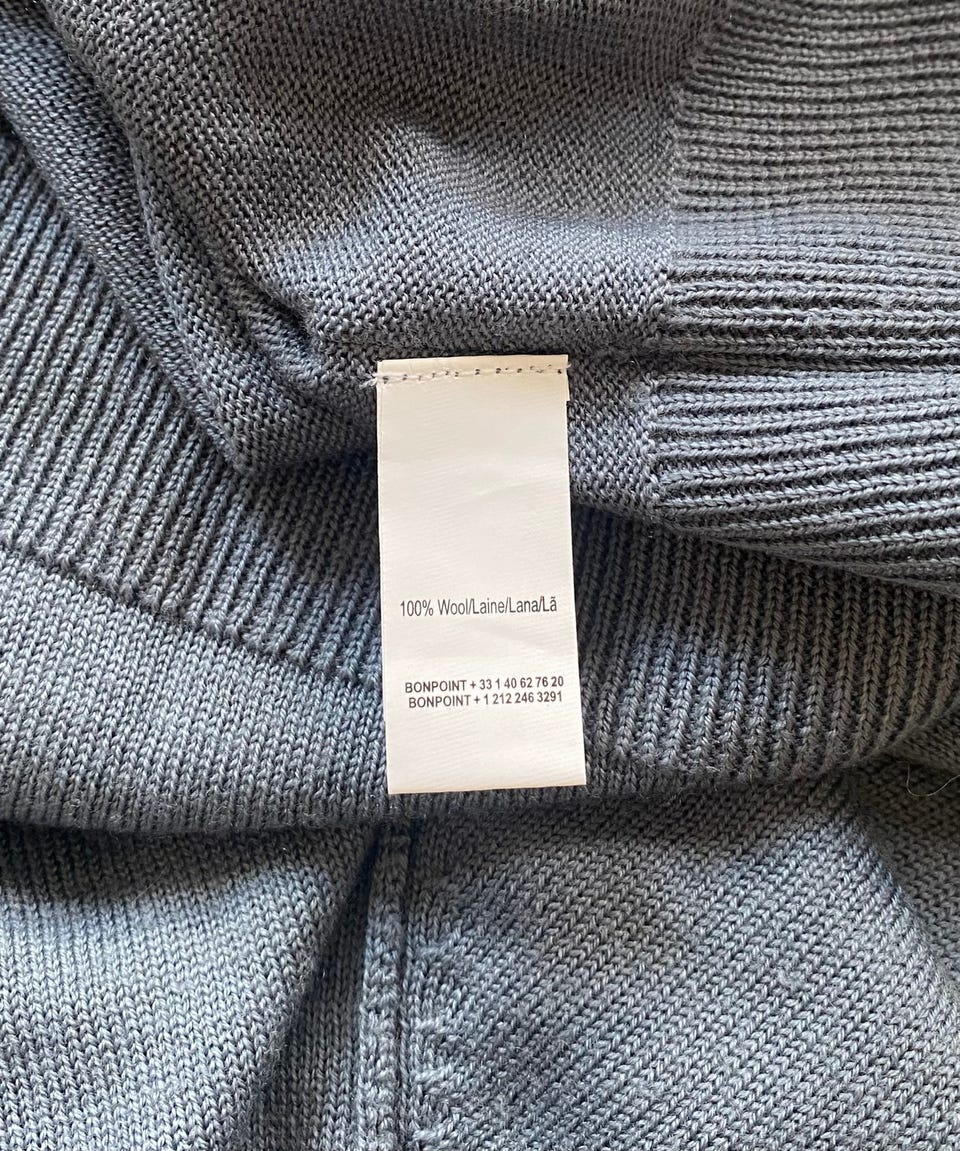 100% Wool/Laine/Lana/Lã
BONPOINT + 33 1 40 62 76 20
BONPOINT + 1 212 246 3291